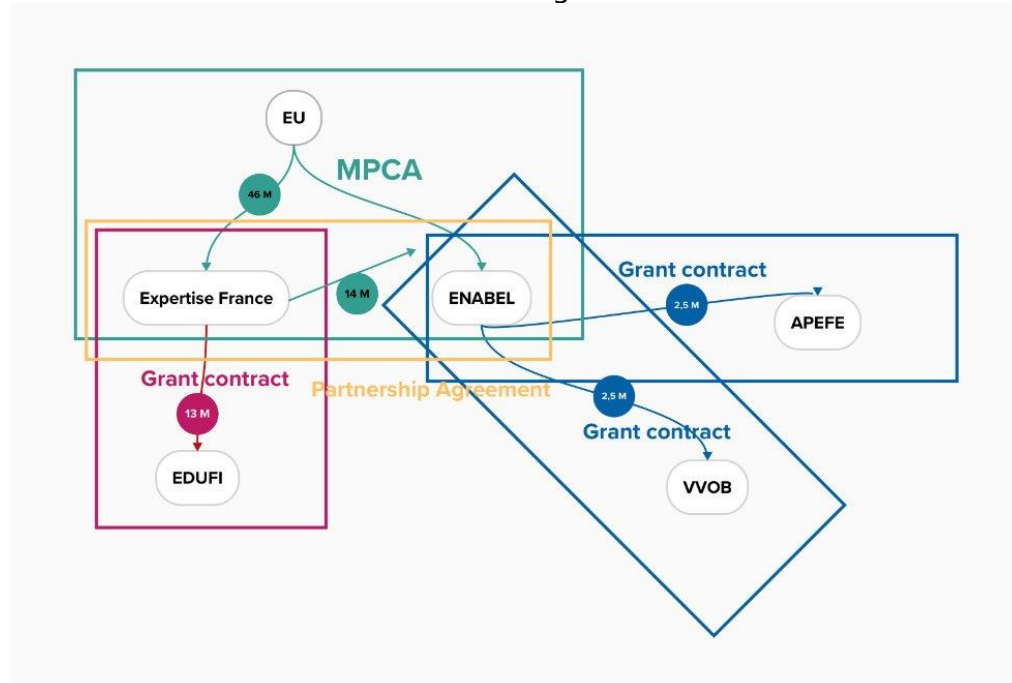 EU
MPCA
46 M
Expertise France
14 M
ENABEL
Grant contract
2,5 M
APEFE
Grant contract
13 M
EDUFI
Partnership Agreement
2,5 M
Grant contract
VVOB